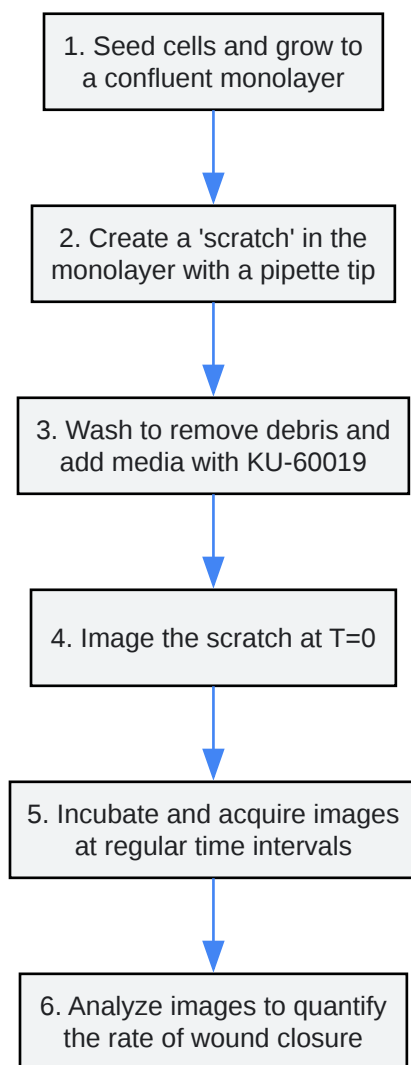 1. Seed cells and grow to
a confluent monolayer
2. Create a 'scratch' in the
monolayer with a pipette tip
3. Wash to remove debris and
add media with KU-60019
4. Image the scratch at T=0
5. Incubate and acquire images
at regular time intervals
6. Analyze images to quantify
the rate of wound closure